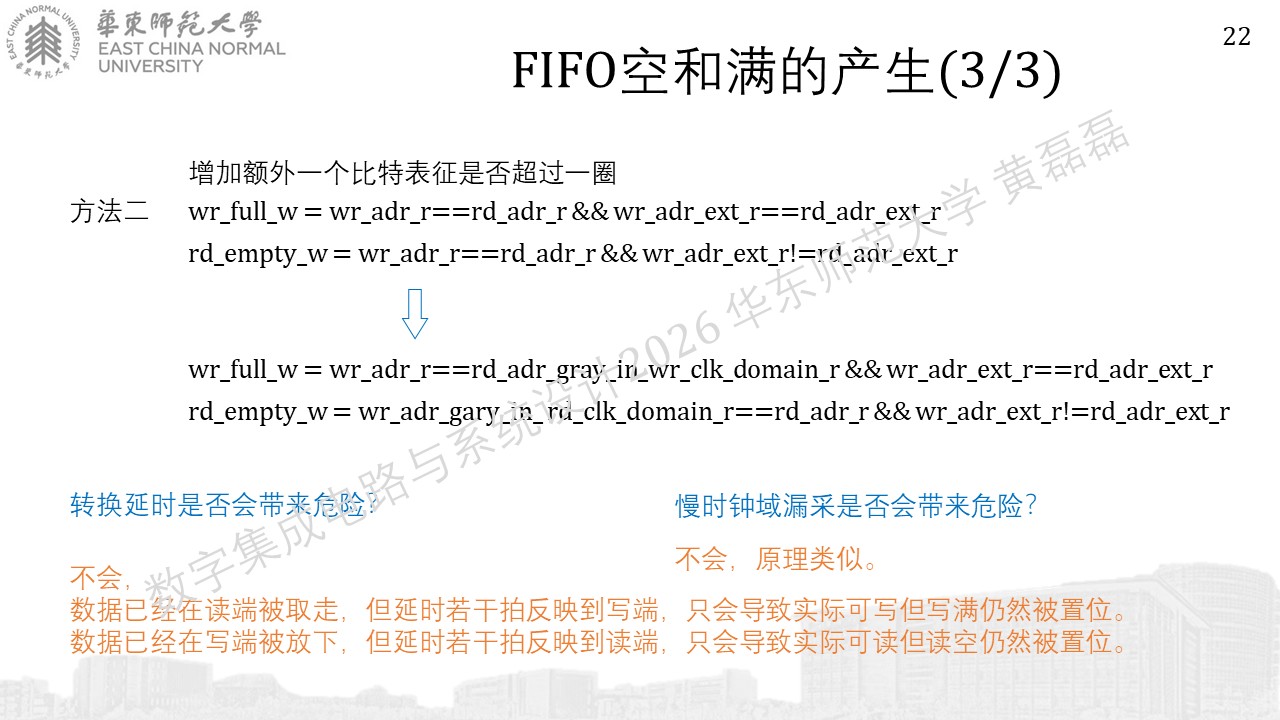 華東師範大學
EAST CHINA NORMAL
UNIVERSITY
EAST CHINA NORMAL UNIVERSITY
華東師範大學
22
FIFO空和满的产生(3/3)
增加额外一个比特表征是否超过一圈
方法二 wr_full_w = wr_adr_r==rd_adr_r && wr_adr_ext_r==rd_adr_ext_r
rd_empty_w = wr_adr_r==rd_adr_r && wr_adr_ext_r!=rd_adr_ext_r
wr_full_w = wr_adr_r==rd_adr_gray_in_wr_clk_domain_r && wr_adr_ext_r==rd_adr_ext_r
rd_empty_w = wr_adr_gary_in_rd_clk_domain_r==rd_adr_r && wr_adr_ext_r!=rd_adr_ext_r
转换延时是否会带来危险？
慢时钟域漏采是否会带来危险？
不会，原理类似。
不会，
数据已经在读端被取走，但延时若干拍反映到写端，只会导致实际可写但写满仍然被置位。
数据已经在写端被放下，但延时若干拍反映到读端，只会导致实际可读但读空仍然被置位。
数字集成电路与系统设计2026 华东师范大学 黄磊磊